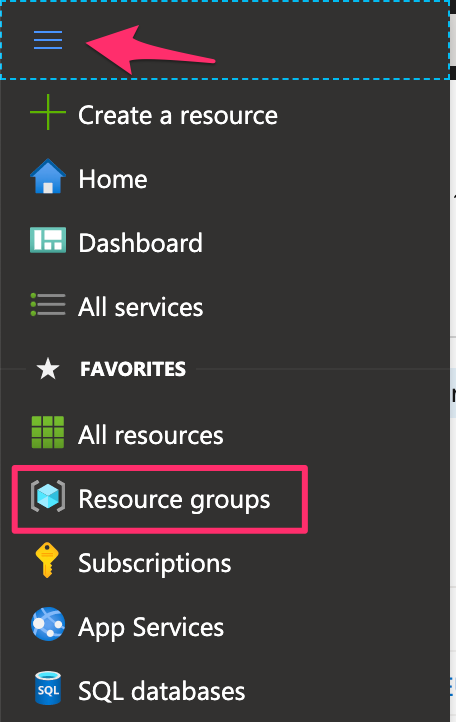 Create a resource
Home
Dashboard
All services
FAVORITES
All resources
Resource groups
Subscriptions
App Services
SQL SQL databases